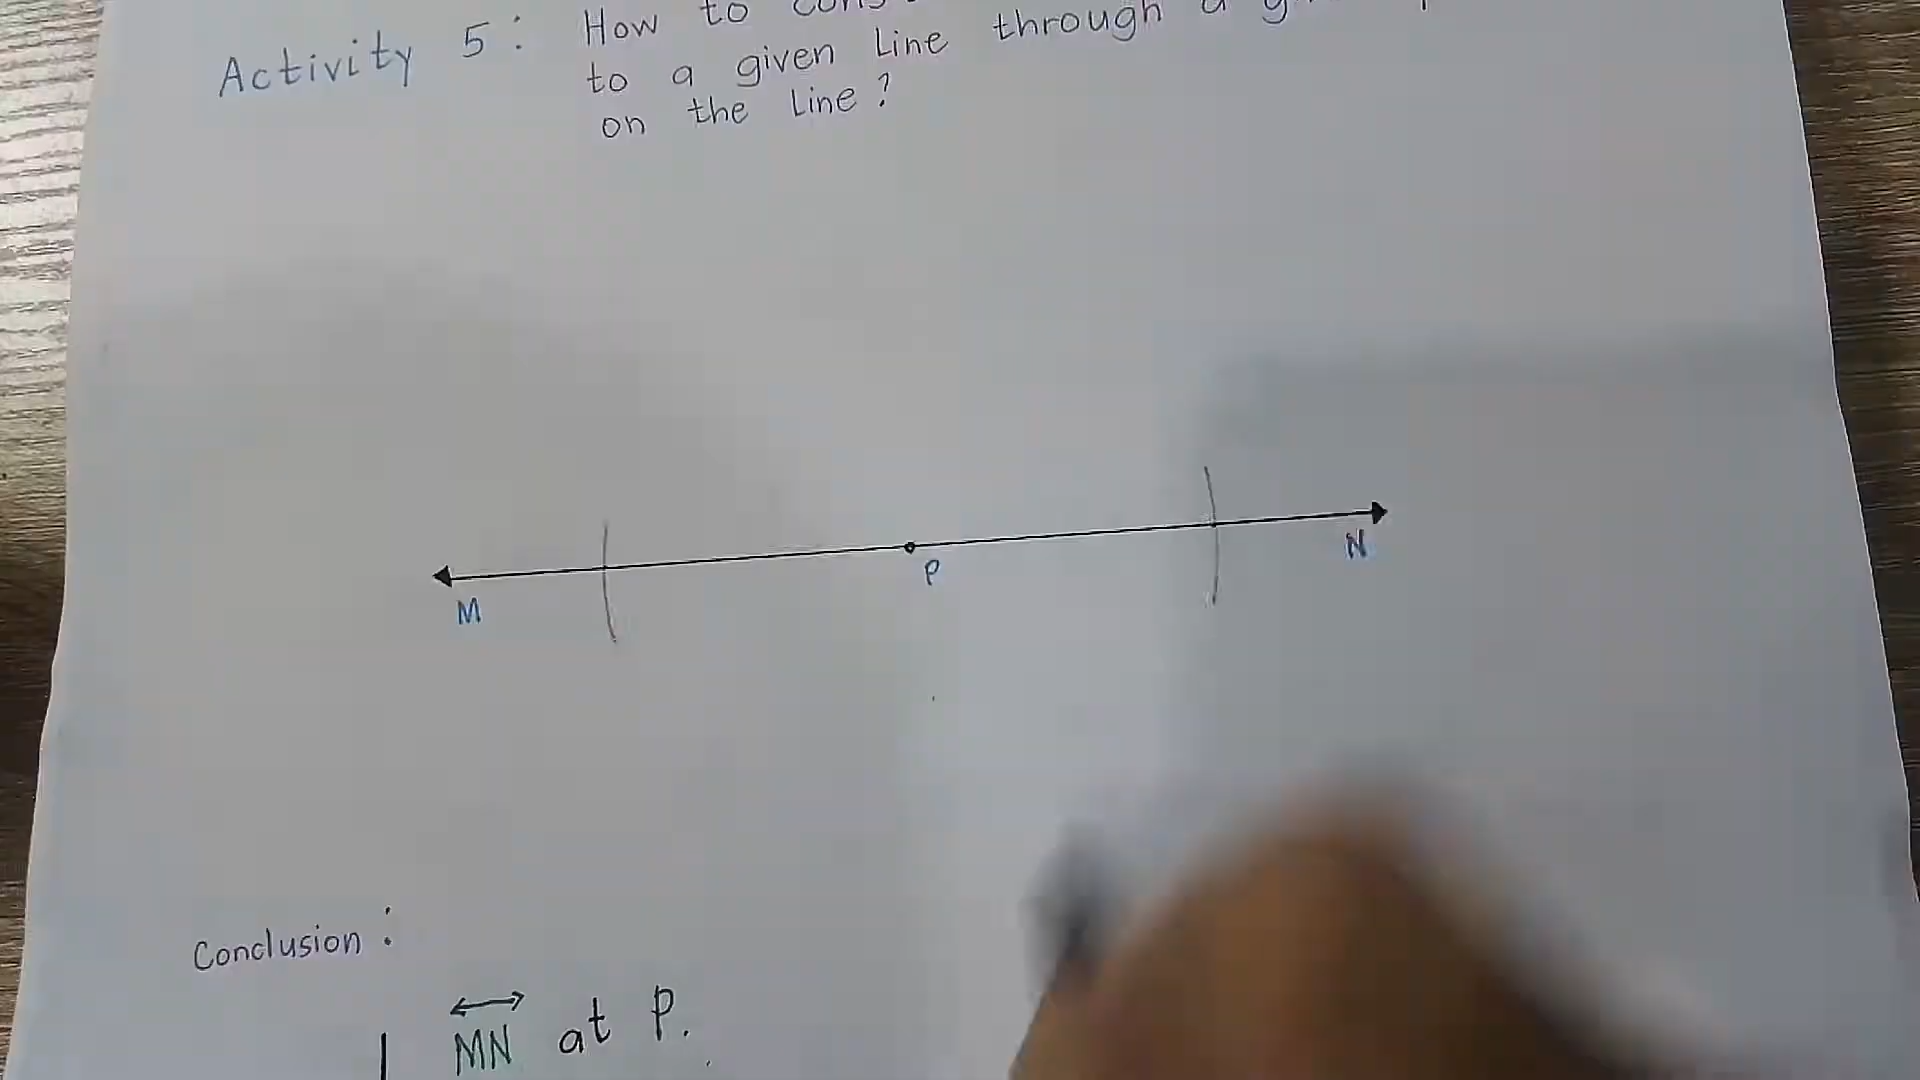 Activity 5: How to
to a given Line through a
on the Line?
M P N
Conclusion:
MN at P.